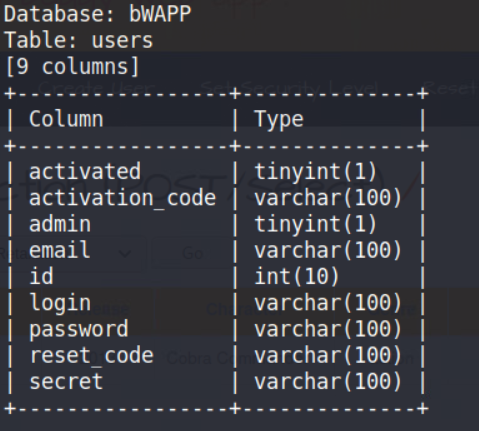 Database: bWAPP
Table: users
[9 columns]
+-----------------+--------------+
| Column          | Type         |
+-----------------+--------------+
| activated       | tinyint(1)   |
| activation_code | varchar(100) |
| admin           | tinyint(1)   |
| email           | varchar(100) |
| id              | int(10)      |
| login           | varchar(100) |
| password        | varchar(100) |
| reset_code      | varchar(100) |
| secret          | varchar(100) |
+-----------------+--------------+